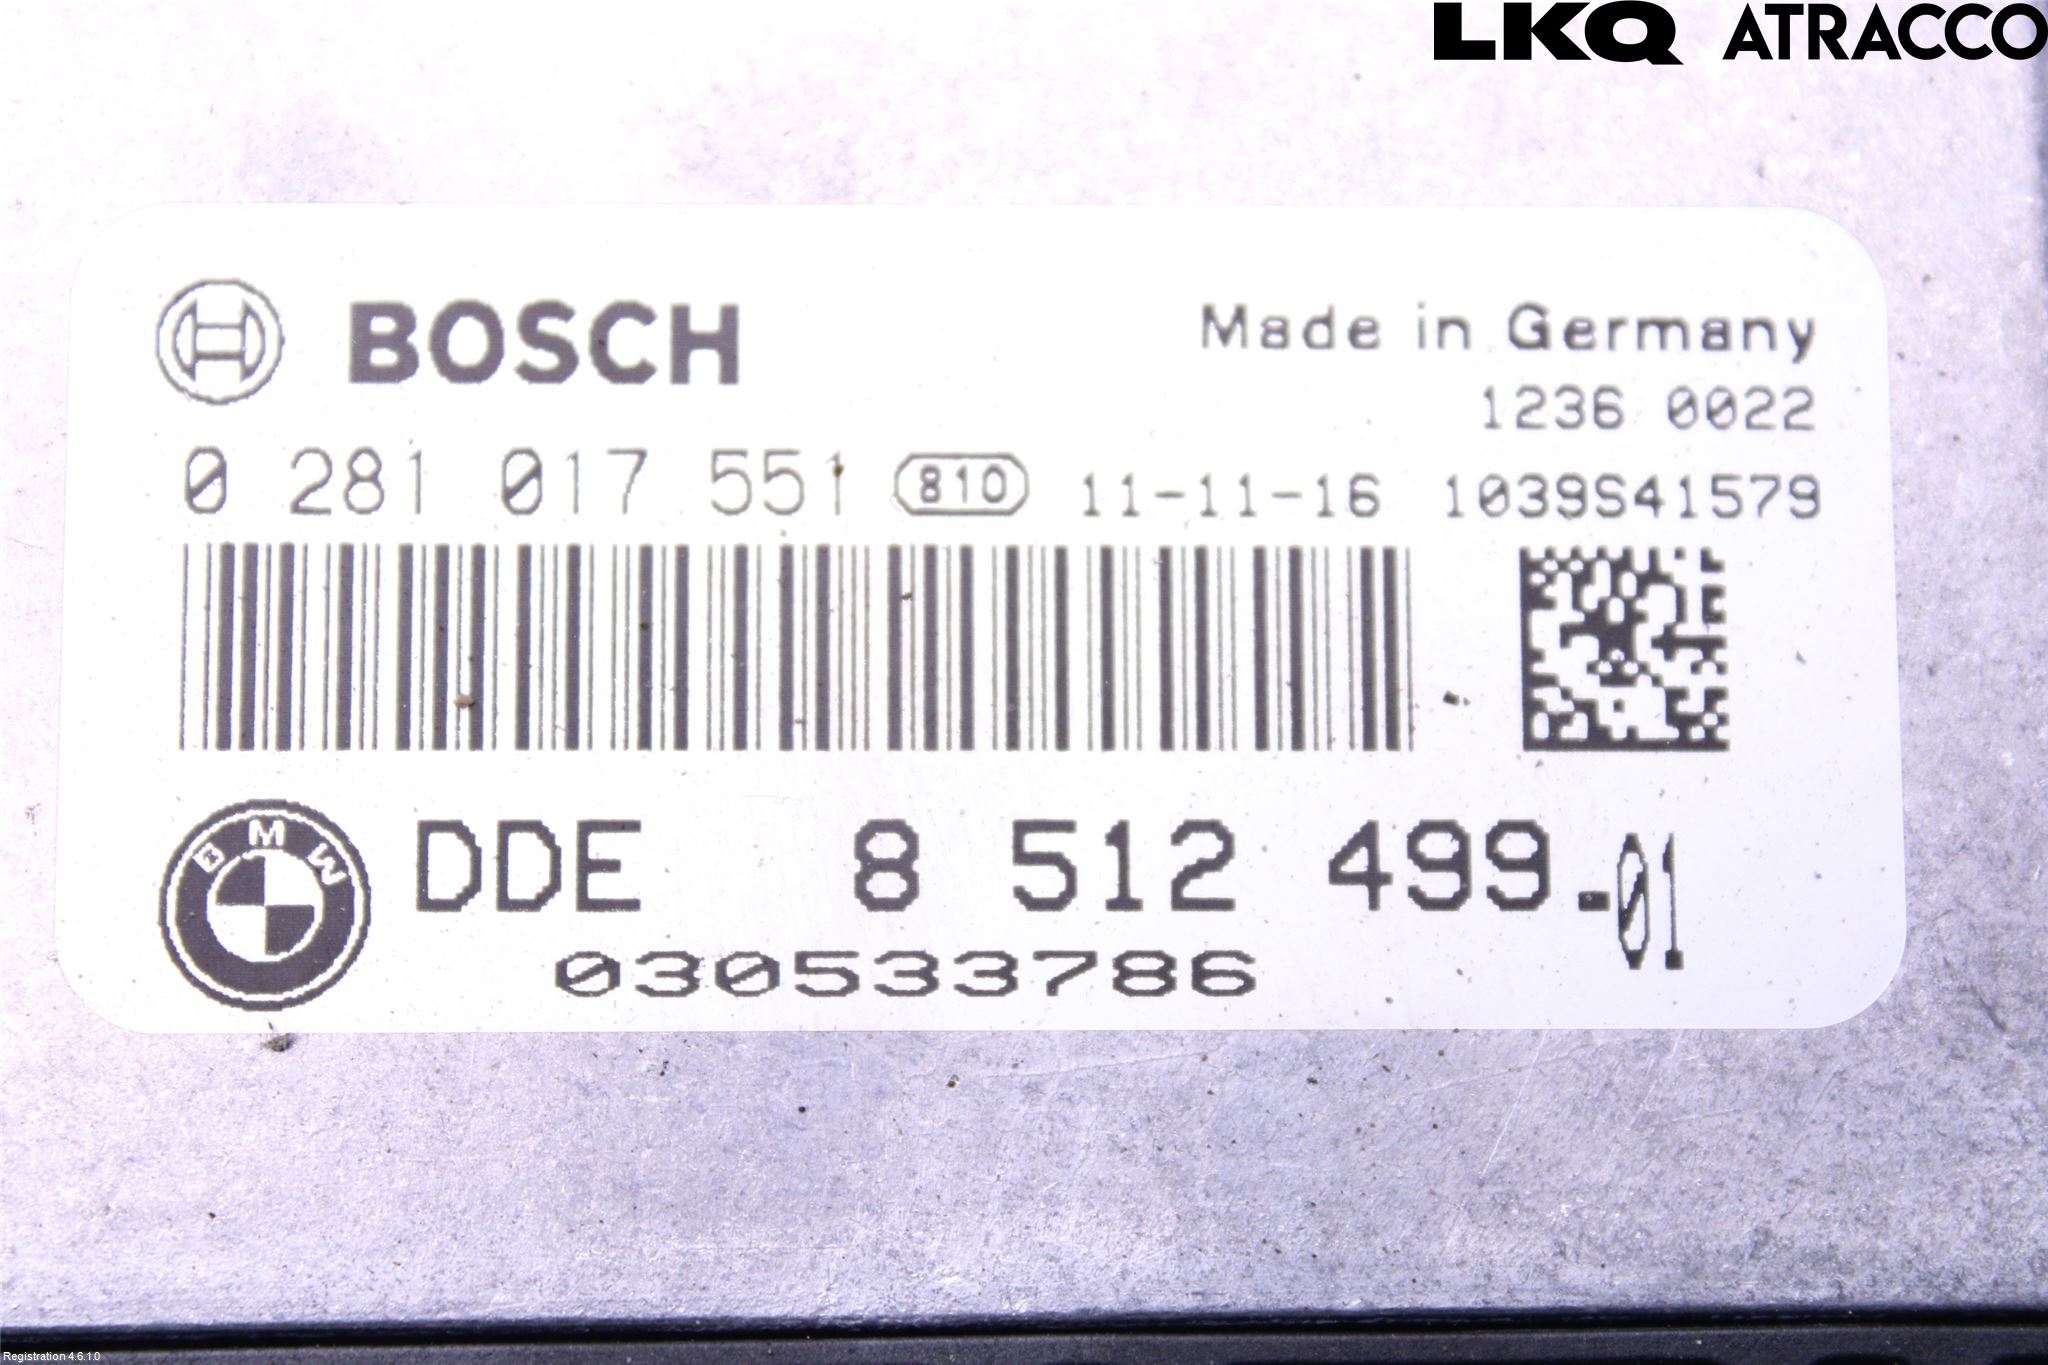 LKQ ATRACCO
BOSCH
Made in Germany
1236 0022
0 281 017 551 810 11-11-16 1039S41579
BMW
DDE 8 512 499.01
030533786
Registration 4.6.1.0